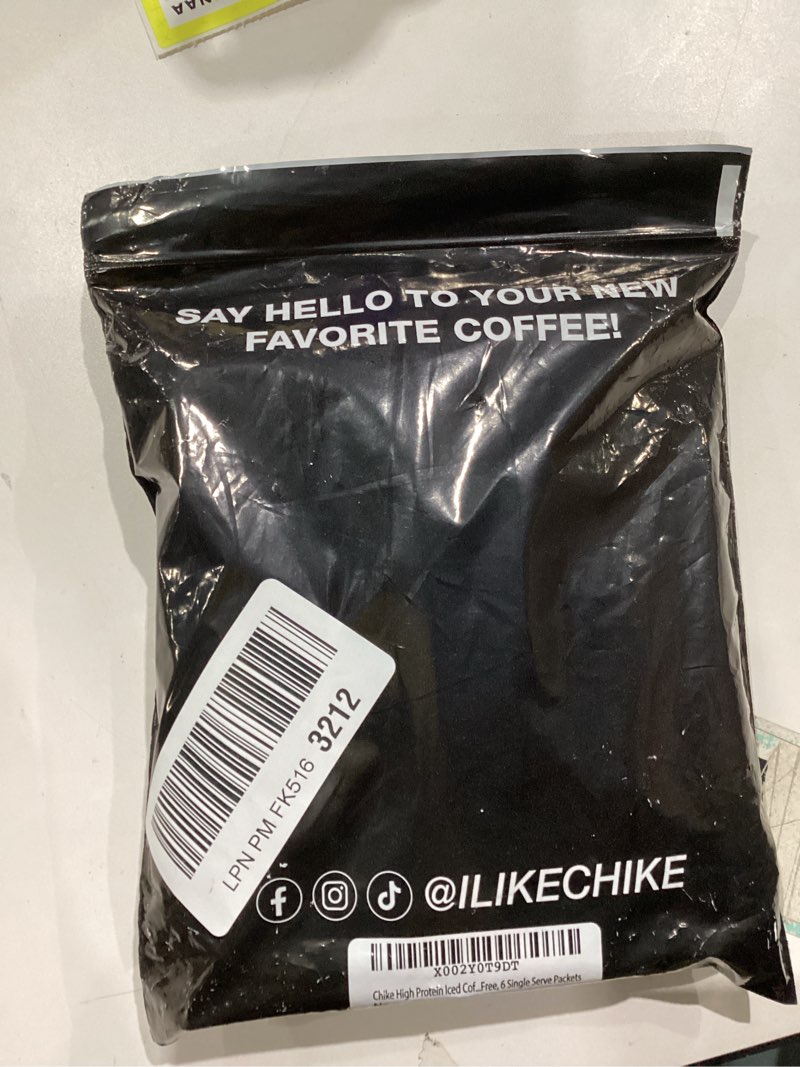 NAA
SAY HELLO TO YOUR NEW
FAVORITE COFFEE!
LPN PM FK516 3212
@ILIKECHIKE
X002Y0T9DT
Chike High Protein Iced Cof...Free, 6 Single Serve Packets